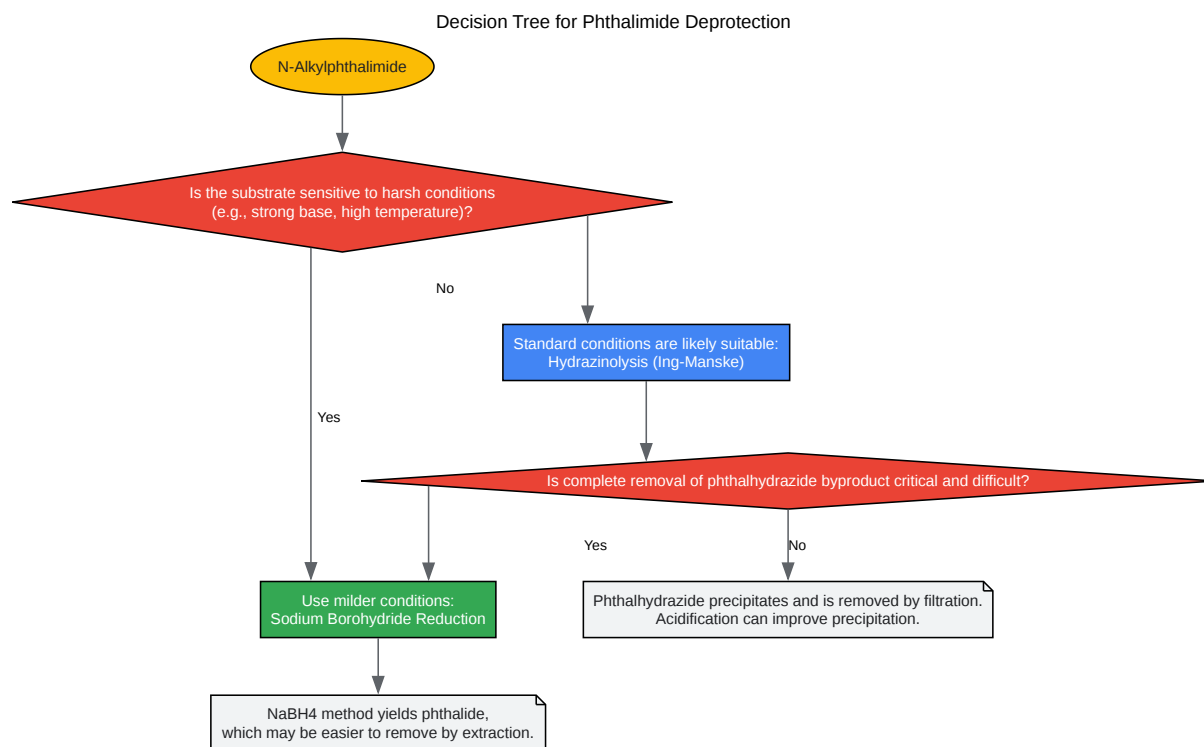 Decision Tree for Phthalimide Deprotection
N-Alkylphthalimide
Is the substrate sensitive to harsh conditions
(e.g., strong base, high temperature)?
No
Standard conditions are likely suitable:
Hydrazinolysis (Ing-Manske)
Yes
Is complete removal of phthalhydrazide byproduct critical and difficult?
Yes
No
Use milder conditions:
Sodium Borohydride Reduction
Phthalhydrazide precipitates and is removed by filtration.
Acidification can improve precipitation.
NaBH4 method yields phthalide,
which may be easier to remove by extraction.